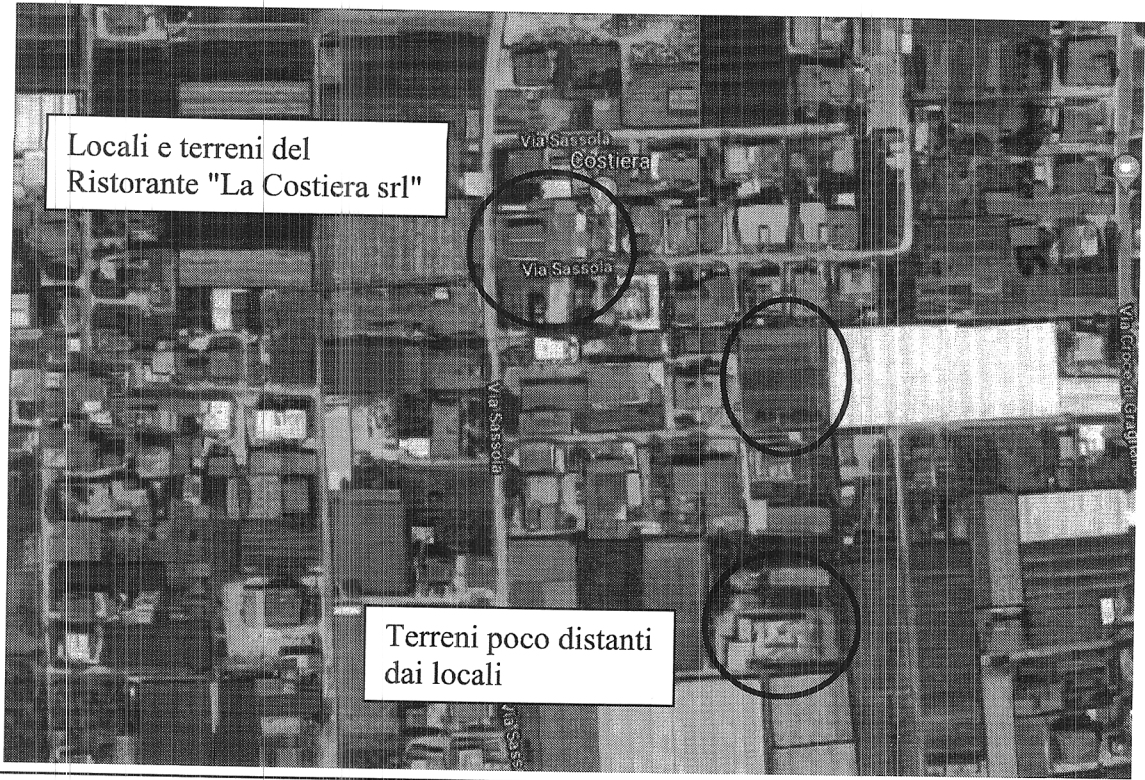 Locali e terreni del
Ristorante "La Costiera srl"
Via Sassola
Costiera
Via Sassola
Via Sassola
Via Croce di Gragnano
Terreni poco distanti
dai locali
Via Sass